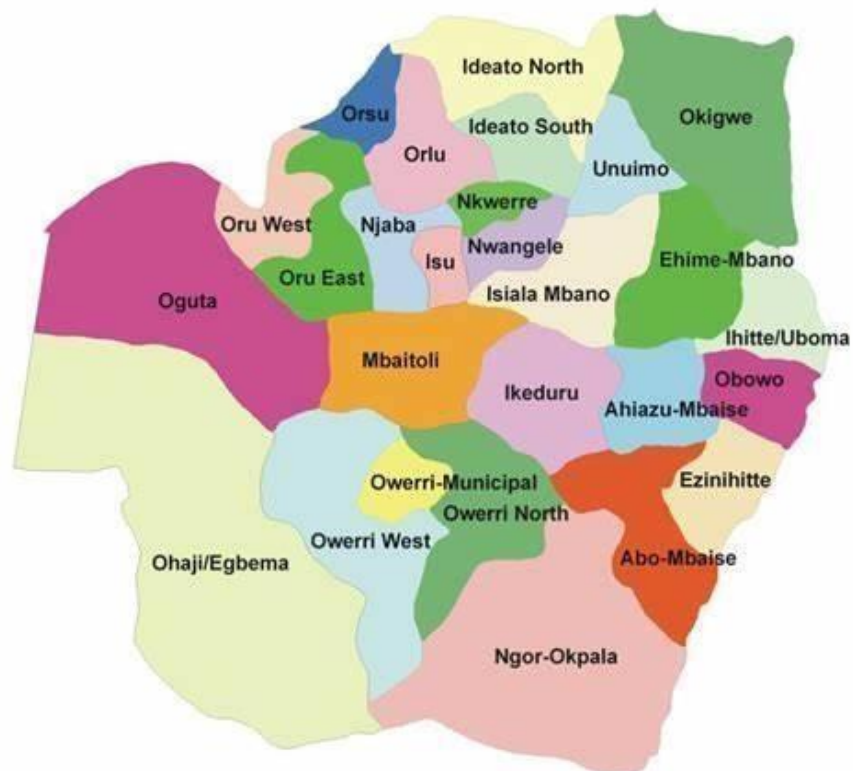 Ideato North
Orsu
Okigwe
Ideato South
Orlu
Unuimo
Nkwerre
Oru West
Njaba
Nwangele
Ehime-Mbano
Isu
Oru East
Isiala Mbano
Oguta
Ihitte/Uboma
Mbaitoli
Obowo
Ikeduru
Ahiazu-Mbaise
Ezinihitte
Owerri-Municipal
Owerri North
Owerri West
Abo-Mbaise
Ohaji/Egbema
Ngor-Okpala